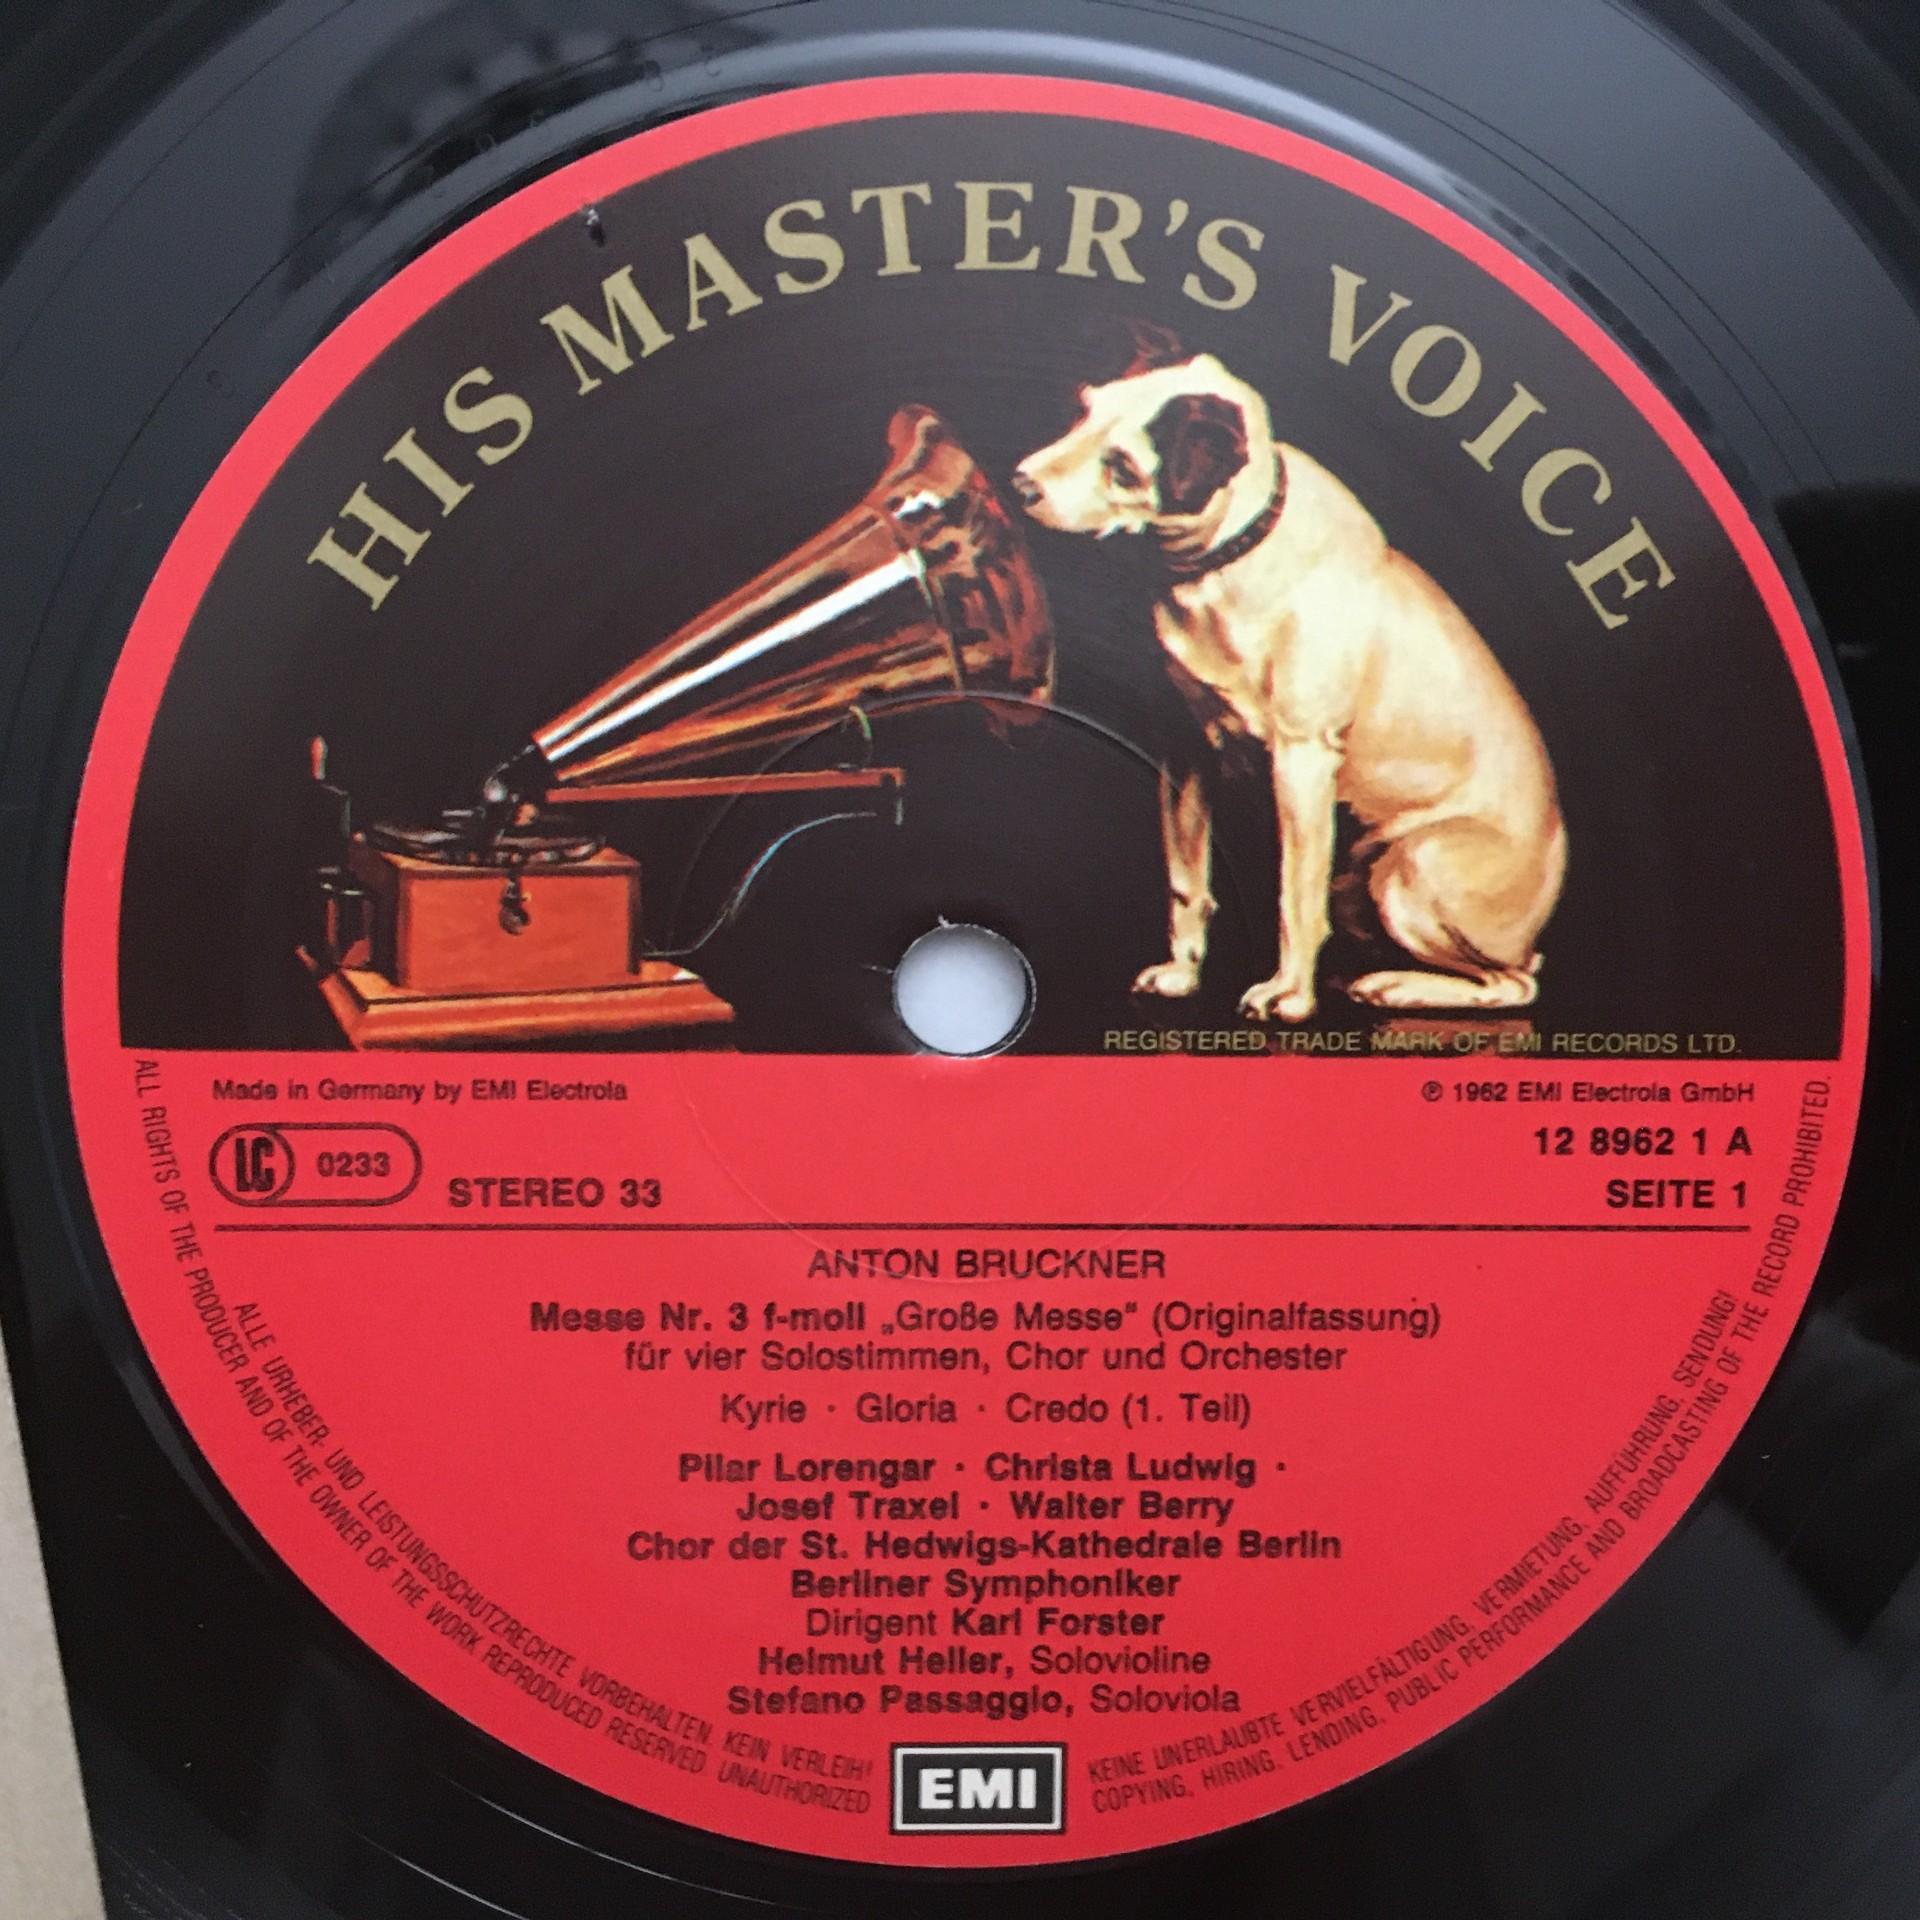 HIS MASTER'S VOICE
REGISTERED TRADE MARK OF EMI RECORDS LTD.
Made in Germany by EMI Electrola
℗ 1962 EMI Electrola GmbH
LC 0233
STEREO 33
12 8962 1 A
SEITE 1
ANTON BRUCKNER
Messe Nr. 3 f-moll „Große Messe“ (Originalfassung)
für vier Solostimmen, Chor und Orchester
Kyrie · Gloria · Credo (1. Teil)
Pilar Lorengar · Christa Ludwig ·
Josef Traxel · Walter Berry
Chor der St. Hedwigs-Kathedrale Berlin
Berliner Symphoniker
Dirigent Karl Forster
Helmut Heller, Solovioline
Stefano Passaggio, Soloviola
EMI
ALL RIGHTS OF THE PRODUCER AND OF THE OWNER OF THE WORK REPRODUCED RESERVED UNAUTHORIZED
COPYING, HIRING, LENDING, PUBLIC PERFORMANCE AND BROADCASTING OF THE RECORD PROHIBITED.
ALLE URHEBER- UND LEISTUNGSSCHUTZRECHTE VORBEHALTEN. KEIN VERLEIH!
KEINE UNERLAUBTE VERVIELFÄLTIGUNG, VERMIETUNG, AUFFÜHRUNG, SENDUNG!